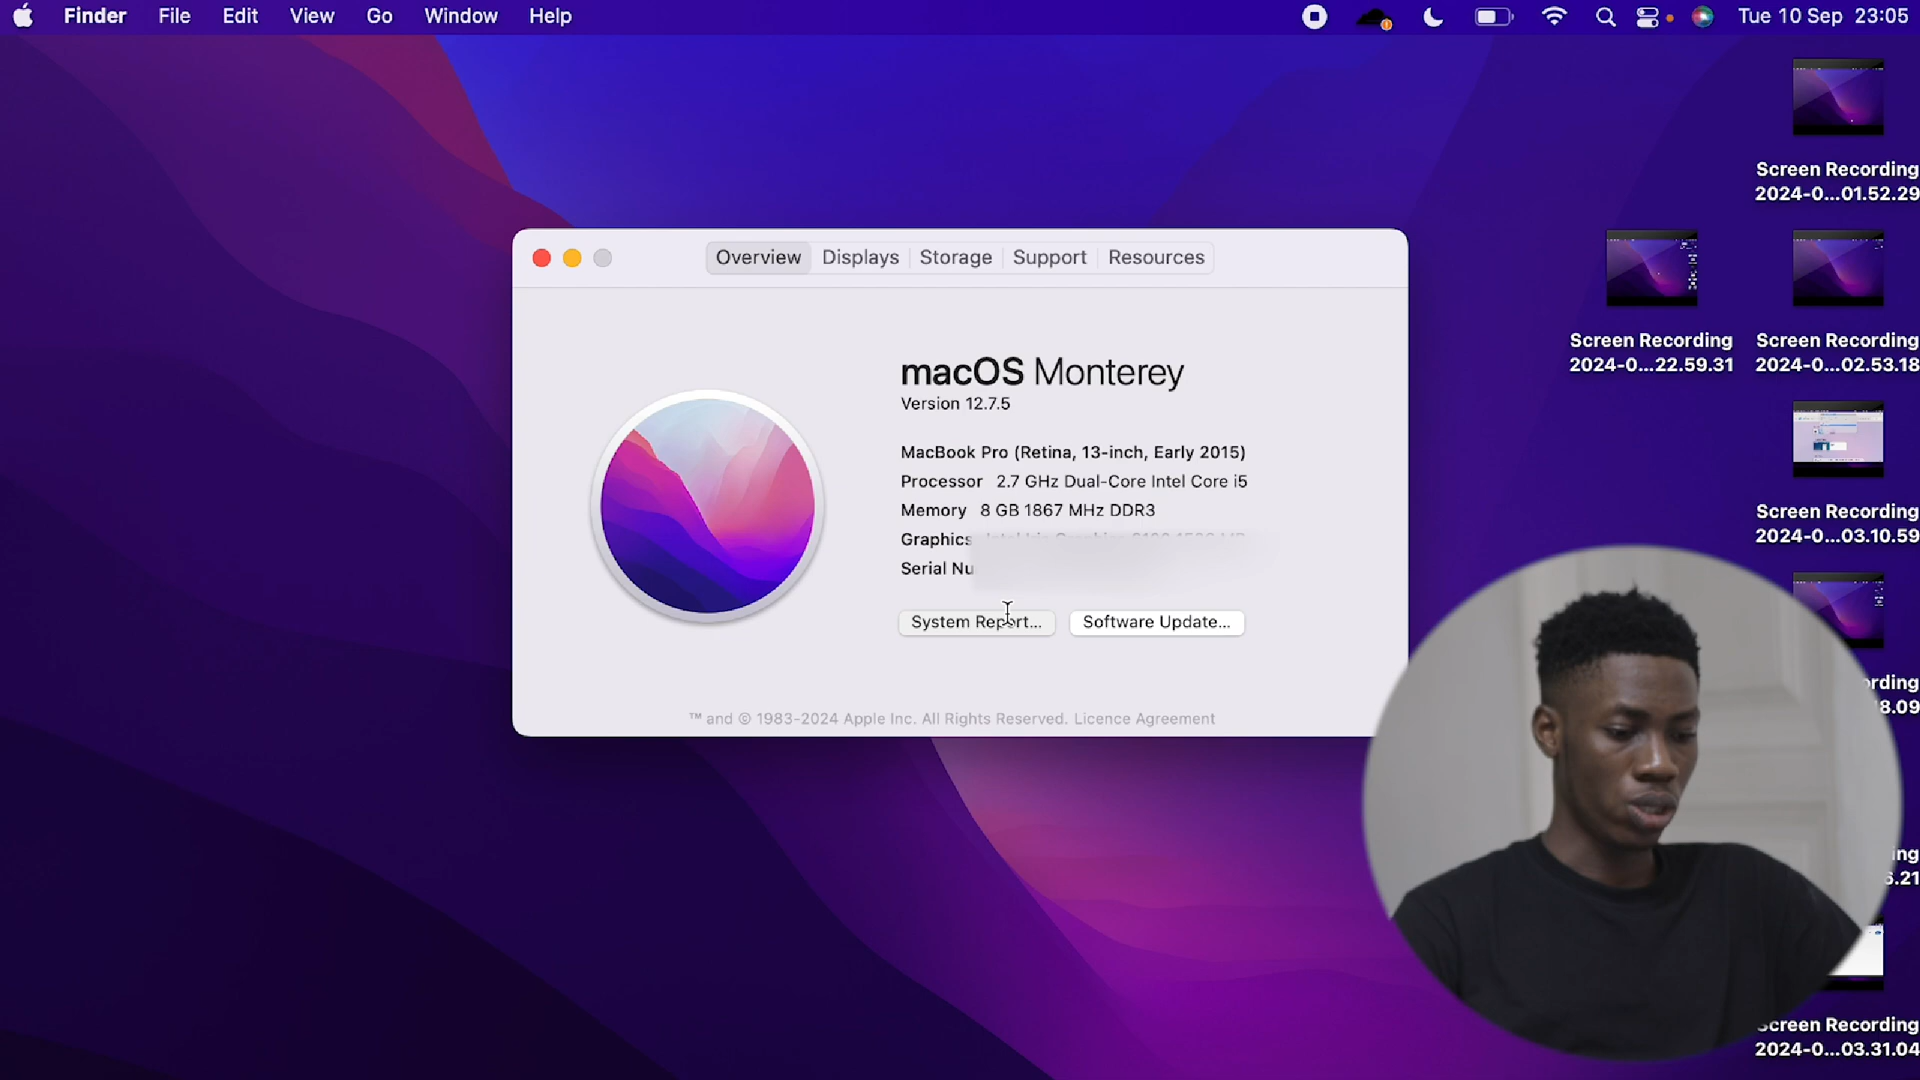 Finder File Edit View Go Window Help
Tue 10 Sep 23:05
Screen Recording
2024-0...01.52.29
Screen Recording
2024-0...22.59.31
Screen Recording
2024-0...02.53.18
Screen Recording
2024-0...03.10.59
rding
8.09
ing
5.21
Screen Recording
2024-0...03.31.04
Overview Displays Storage Support Resources
macOS Monterey
Version 12.7.5
MacBook Pro (Retina, 13-inch, Early 2015)
Processor 2.7 GHz Dual-Core Intel Core i5
Memory 8 GB 1867 MHz DDR3
Graphics
Serial Nu
System Report... Software Update...
™ and © 1983-2024 Apple Inc. All Rights Reserved. Licence Agreement